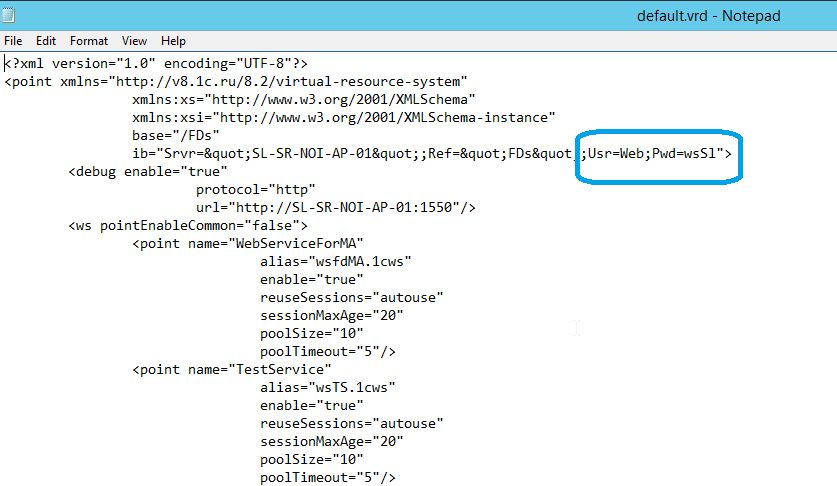 default.vrd - Notepad
File Edit Format View Help
<?xml version="1.0" encoding="UTF-8"?>
<point xmlns="http://v8.1c.ru/8.2/virtual-resource-system"
xmlns:xs="http://www.w3.org/2001/XMLSchema"
xmlns:xsi="http://www.w3.org/2001/XMLSchema-instance"
base="/FDs"
ib="Srvr=&quot;SL-SR-NOI-AP-01&quot;;Ref=&quot;FDs&quot;;Usr=Web;Pwd=wsSl">
<debug enable="true"
protocol="http"
url="http://SL-SR-NOI-AP-01:1550"/>
<ws pointEnableCommon="false">
<point name="WebServiceForMA"
alias="wsfdMA.1cws"
enable="true"
reuseSessions="autouse"
sessionMaxAge="20"
poolSize="10"
poolTimeout="5"/>
<point name="TestService"
alias="wsTS.1cws"
enable="true"
reuseSessions="autouse"
sessionMaxAge="20"
poolSize="10"
poolTimeout="5"/>